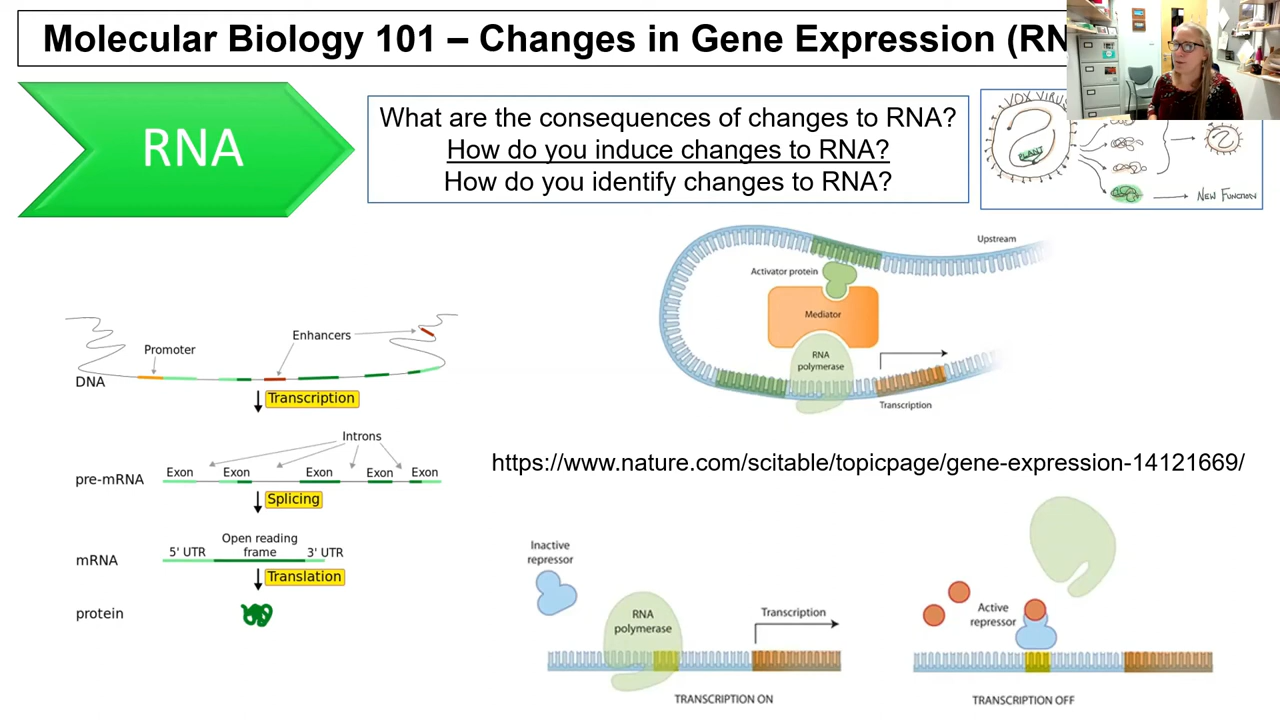 Molecular Biology 101 – Changes in Gene Expression (RN
RNA
What are the consequences of changes to RNA?
How do you induce changes to RNA?
How do you identify changes to RNA?
VOX VIRUS
PLANT
NEW FUNCTION
Upstream
Activator protein
Mediator
RNA
polymerase
Transcription
Enhancers
Promoter
DNA
Transcription
Introns
Exon Exon Exon Exon Exon
pre-mRNA
Splicing
Open reading
frame
5' UTR
3' UTR
mRNA
Translation
protein
https://www.nature.com/scitable/topicpage/gene-expression-14121669/
Inactive
repressor
RNA
polymerase
Transcription
TRANSCRIPTION ON
Active
repressor
TRANSCRIPTION OFF